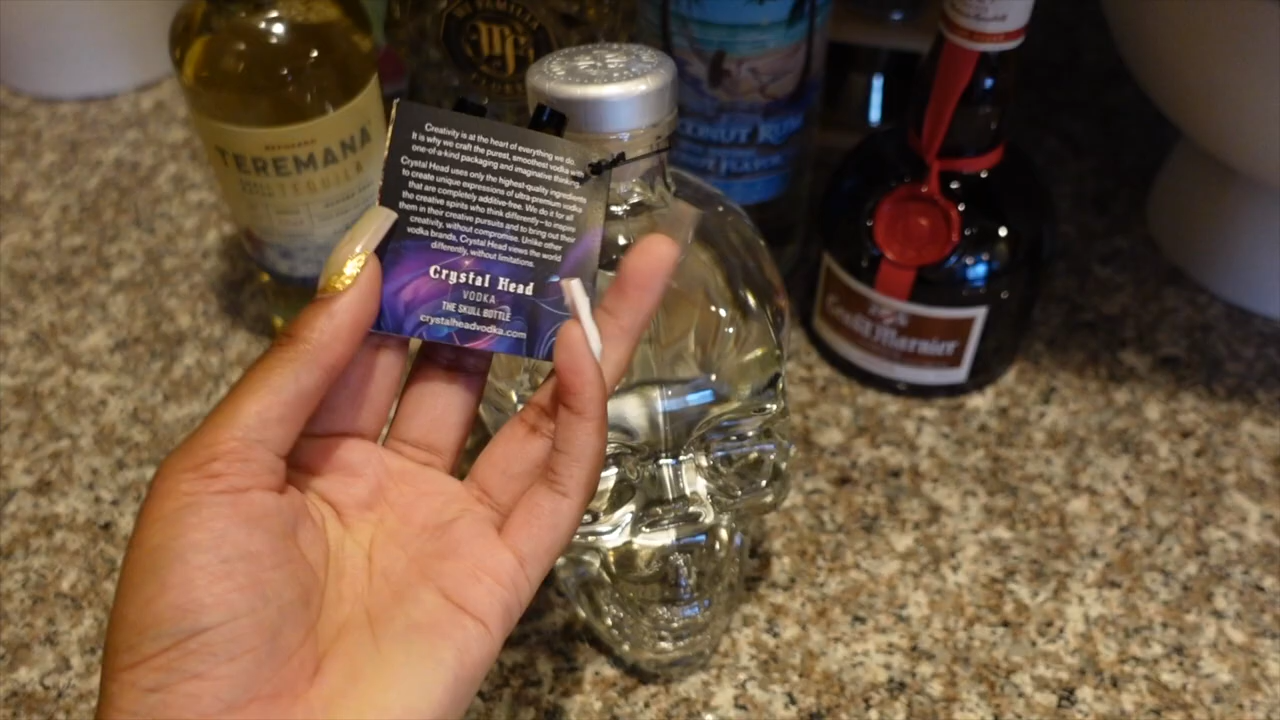 TEREMANA
TEQUILA
Creativity is at the heart of everything we do.
It is why we craft the purest, smoothest vodka
one-of-a-kind packaging and imaginative thinking.
Crystal Head uses only the highest-quality ingredients
to create unique expressions of ultra-premium vodka
that are completely additive-free. We do it for all
the creative spirits who think differently–to inspire
them in their creative pursuits and to bring out their
creativity, without compromise. Unlike other
vodka brands, Crystal Head views the world
differently, without limitations.
Crystal Head
VODKA
THE SKULL BOTTLE
crystalheadvodka.com
COCONUT RUM
Grand Marnier